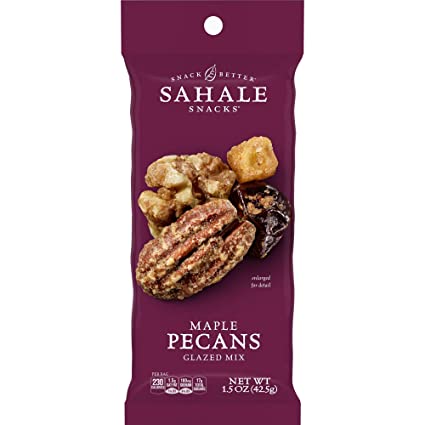 SNACK BETTER®
SAHALE
SNACKS®
enlarged
for detail
MAPLE
PECANS
GLAZED MIX
PER BAG
230
CALORIES
NET WT
1.5 OZ (42.5g)